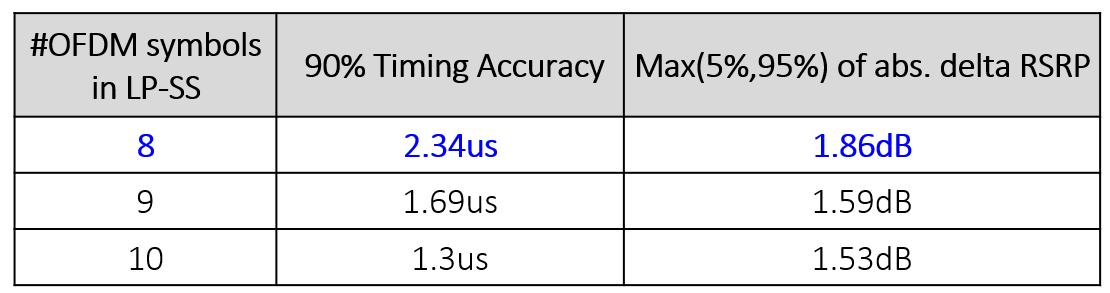 #OFDM symbols
in LP-SS
90% Timing Accuracy
Max(5%,95%) of abs. delta RSRP
8
2.34us
1.86dB
9
1.69us
1.59dB
10
1.3us
1.53dB